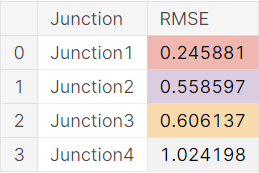 Junction RMSE
0 Junction1 0.245881
1 Junction2 0.558597
2 Junction3 0.606137
3 Junction4 1.024198